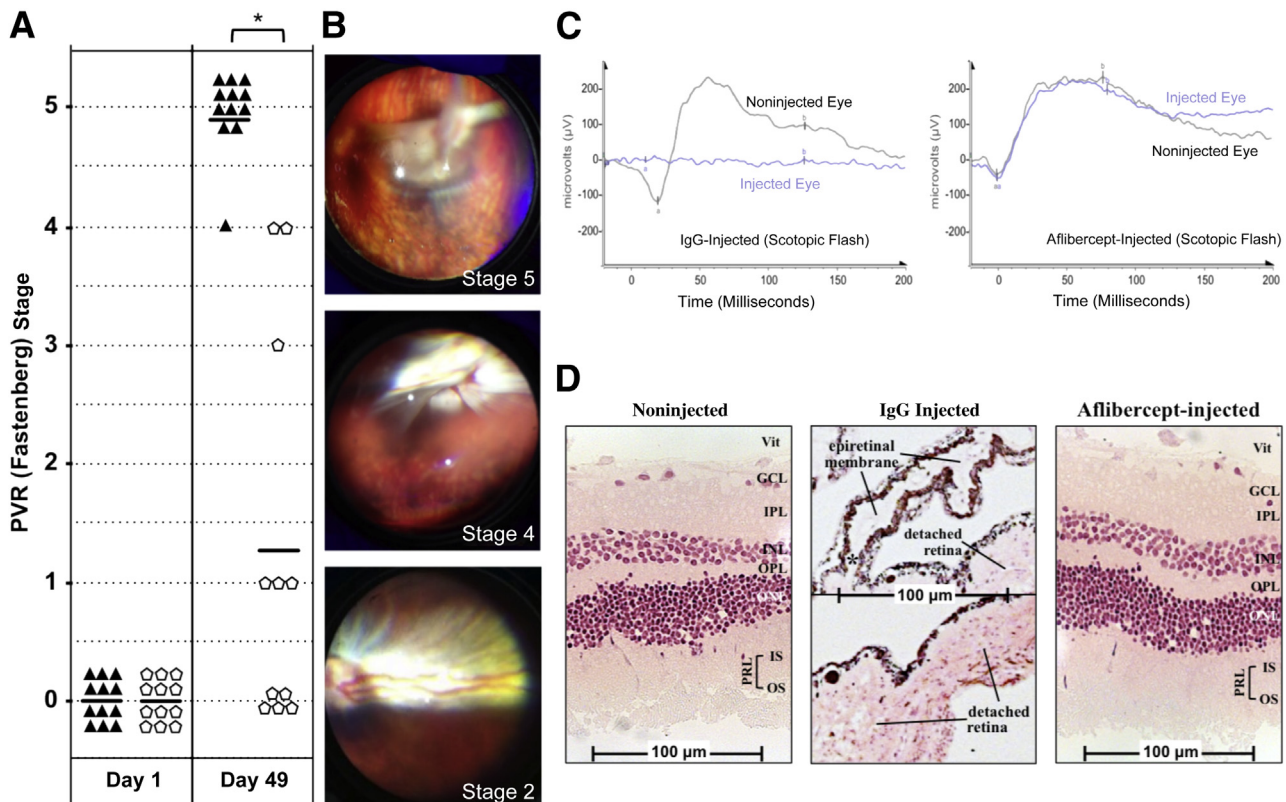 A
*
PVR (Fastenberg) Stage
5
4
3
2
1
0
Day 1
Day 49
B
Stage 5
Stage 4
Stage 2
C
microvolts (µV)
200
100
0
-100
-200
b
Noninjected Eye
b
a
Injected Eye
a
IgG-Injected (Scotopic Flash)
0
50
100
150
200
Time (Milliseconds)
microvolts (µV)
200
100
0
-100
-200
b
b
Injected Eye
Noninjected Eye
aa
Aflibercept-Injected (Scotopic Flash)
0
50
100
150
200
Time (Milliseconds)
D
Noninjected
Vit
GCL
IPL
INL
OPL
ONL
IS
PRL
OS
100 µm
IgG Injected
epiretinal
membrane
detached
retina
*
100 µm
detached
retina
Aflibercept-injected
Vit
GCL
IPL
INL
OPL
ONL
IS
PRL
OS
100 µm